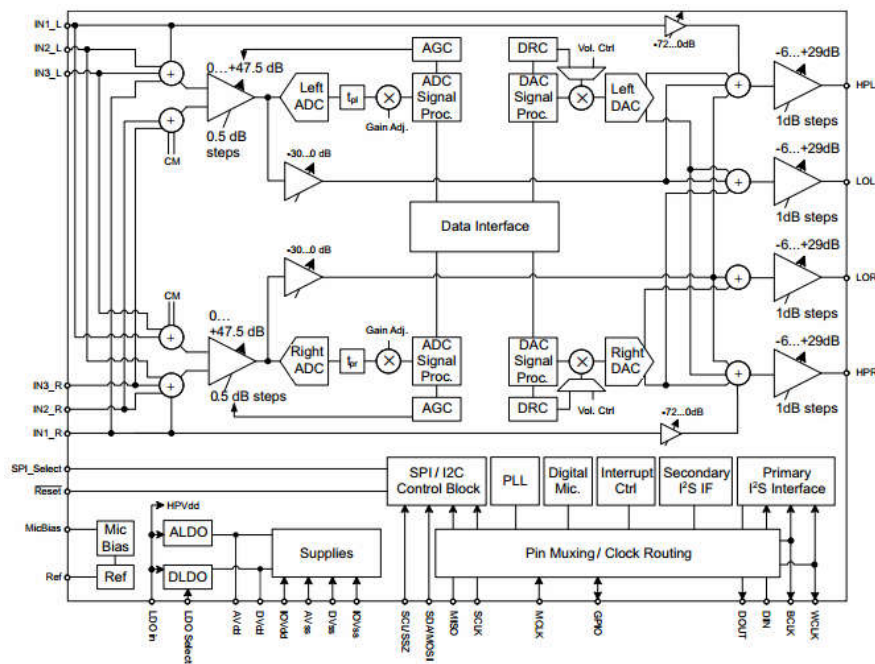 IN1_L
IN2_L
IN3_L
CM
0…+47.5 dB
0.5 dB
steps
Left
ADC
tpl
Gain Adj.
AGC
ADC
Signal
Proc.
DRC
DAC
Signal
Proc.
Vol. Ctrl
Left
DAC
-72...0dB
-6...+29dB
1dB steps
HPL
-30...0 dB
-6...+29dB
1dB steps
LOL
Data Interface
-30...0 dB
-6...+29dB
1dB steps
LOR
CM
0…
+47.5 dB
0.5 dB
steps
Right
ADC
tpr
Gain Adj.
ADC
Signal
Proc.
AGC
DAC
Signal
Proc.
DRC
Vol. Ctrl
Right
DAC
-72...0dB
-6...+29dB
1dB steps
HPR
IN3_R
IN2_R
IN1_R
SPI_Select
Reset
SPI / I2C
Control Block
PLL
Digital
Mic.
Interrupt
Ctrl
Secondary
I²S IF
Primary
I²S Interface
HPVdd
MicBias
Mic
Bias
Ref
Ref
ALDO
DLDO
Supplies
Pin Muxing / Clock Routing
LDO in
LDO Select
AVdd
DVdd
IOVdd
AVss
DVss
IOVss
SCL/SSZ
SDA/MOSI
MISO
SCLK
MCLK
GPIO
DOUT
DIN
BCLK
WCLK